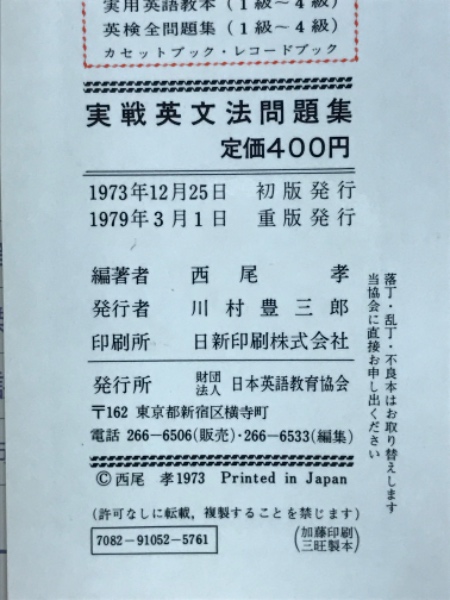 実用英語教本（1級～4級）
英検全問題集（1級～4級）
カセットブック・レコードブック
実戦英文法問題集
定価400円
1973年12月25日 初版発行
1979年3月1日 重版発行
編著者 西尾 孝
発行者 川村豊三郎
印刷所 日新印刷株式会社
発行所 財団法人 日本英語教育協会
〒162 東京都新宿区横寺町
電話 266-6506(販売)・266-6533(編集)
©西尾 孝1973 Printed in Japan
(許可なしに転載，複製することを禁じます)
7082-91052-5761
(加藤印刷
三旺製本)
落丁・乱丁・不良本はお取り替えします
当協会に直接お申し出ください